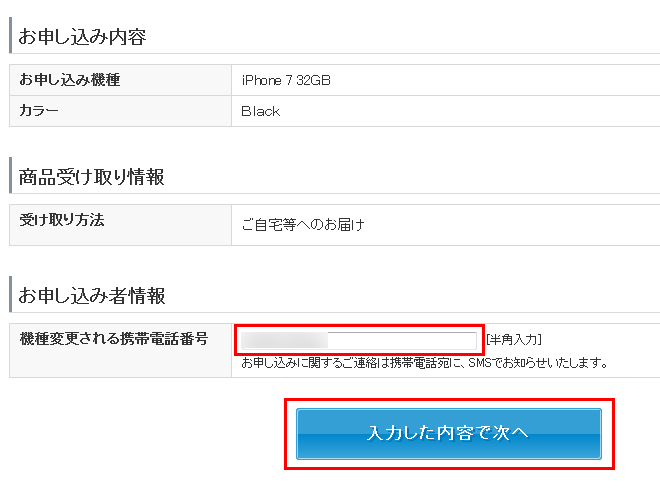 お申し込み内容
お申し込み機種 iPhone 7 32GB
カラー Black
商品受け取り情報
受け取り方法 ご自宅等へのお届け
お申し込み者情報
機種変更される携帯電話番号 [半角入力]
お申し込みに関するご連絡は携帯電話宛に、SMSでお知らせいたします。
入力した内容で次へ